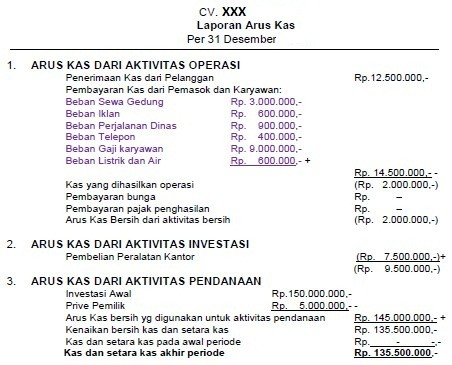 CV. XXX
Laporan Arus Kas
Per 31 Desember
1. ARUS KAS DARI AKTIVITAS OPERASI
Penerimaan Kas dari Pelanggan Rp.12.500.000,-
Pembayaran Kas dari Pemasok dan Karyawan:
Beban Sewa Gedung Rp. 3.000.000,-
Beban Iklan Rp. 600.000,-
Beban Perjalanan Dinas Rp. 900.000,-
Beban Telepon Rp. 400.000,-
Beban Gaji karyawan Rp. 9.000.000,-
Beban Listrik dan Air Rp. 600.000,- +
Rp. 14.500.000,- -
Kas yang dihasilkan operasi (Rp. 2.000.000,-)
Pembayaran bunga Rp. –
Pembayaran pajak penghasilan Rp. –
Arus Kas Bersih dari aktivitas bersih (Rp. 2.000.000,-)
2. ARUS KAS DARI AKTIVITAS INVESTASI
Pembelian Peralatan Kantor (Rp. 7.500.000,-)+
(Rp. 9.500.000,-)
3. ARUS KAS DARI AKTIVITAS PENDANAAN
Investasi Awal Rp.150.000.000,-
Prive Pemilik Rp. 5.000.000,- -
Arus Kas bersih yg digunakan untuk aktivitas pendanaan Rp. 145.000.000,- +
Kenaikan bersih kas dan setara kas Rp. 135.500.000,-
Kas dan setara kas pada awal periode Rp. - -.-
Kas dan setara kas akhir periode Rp. 135.500.000,-